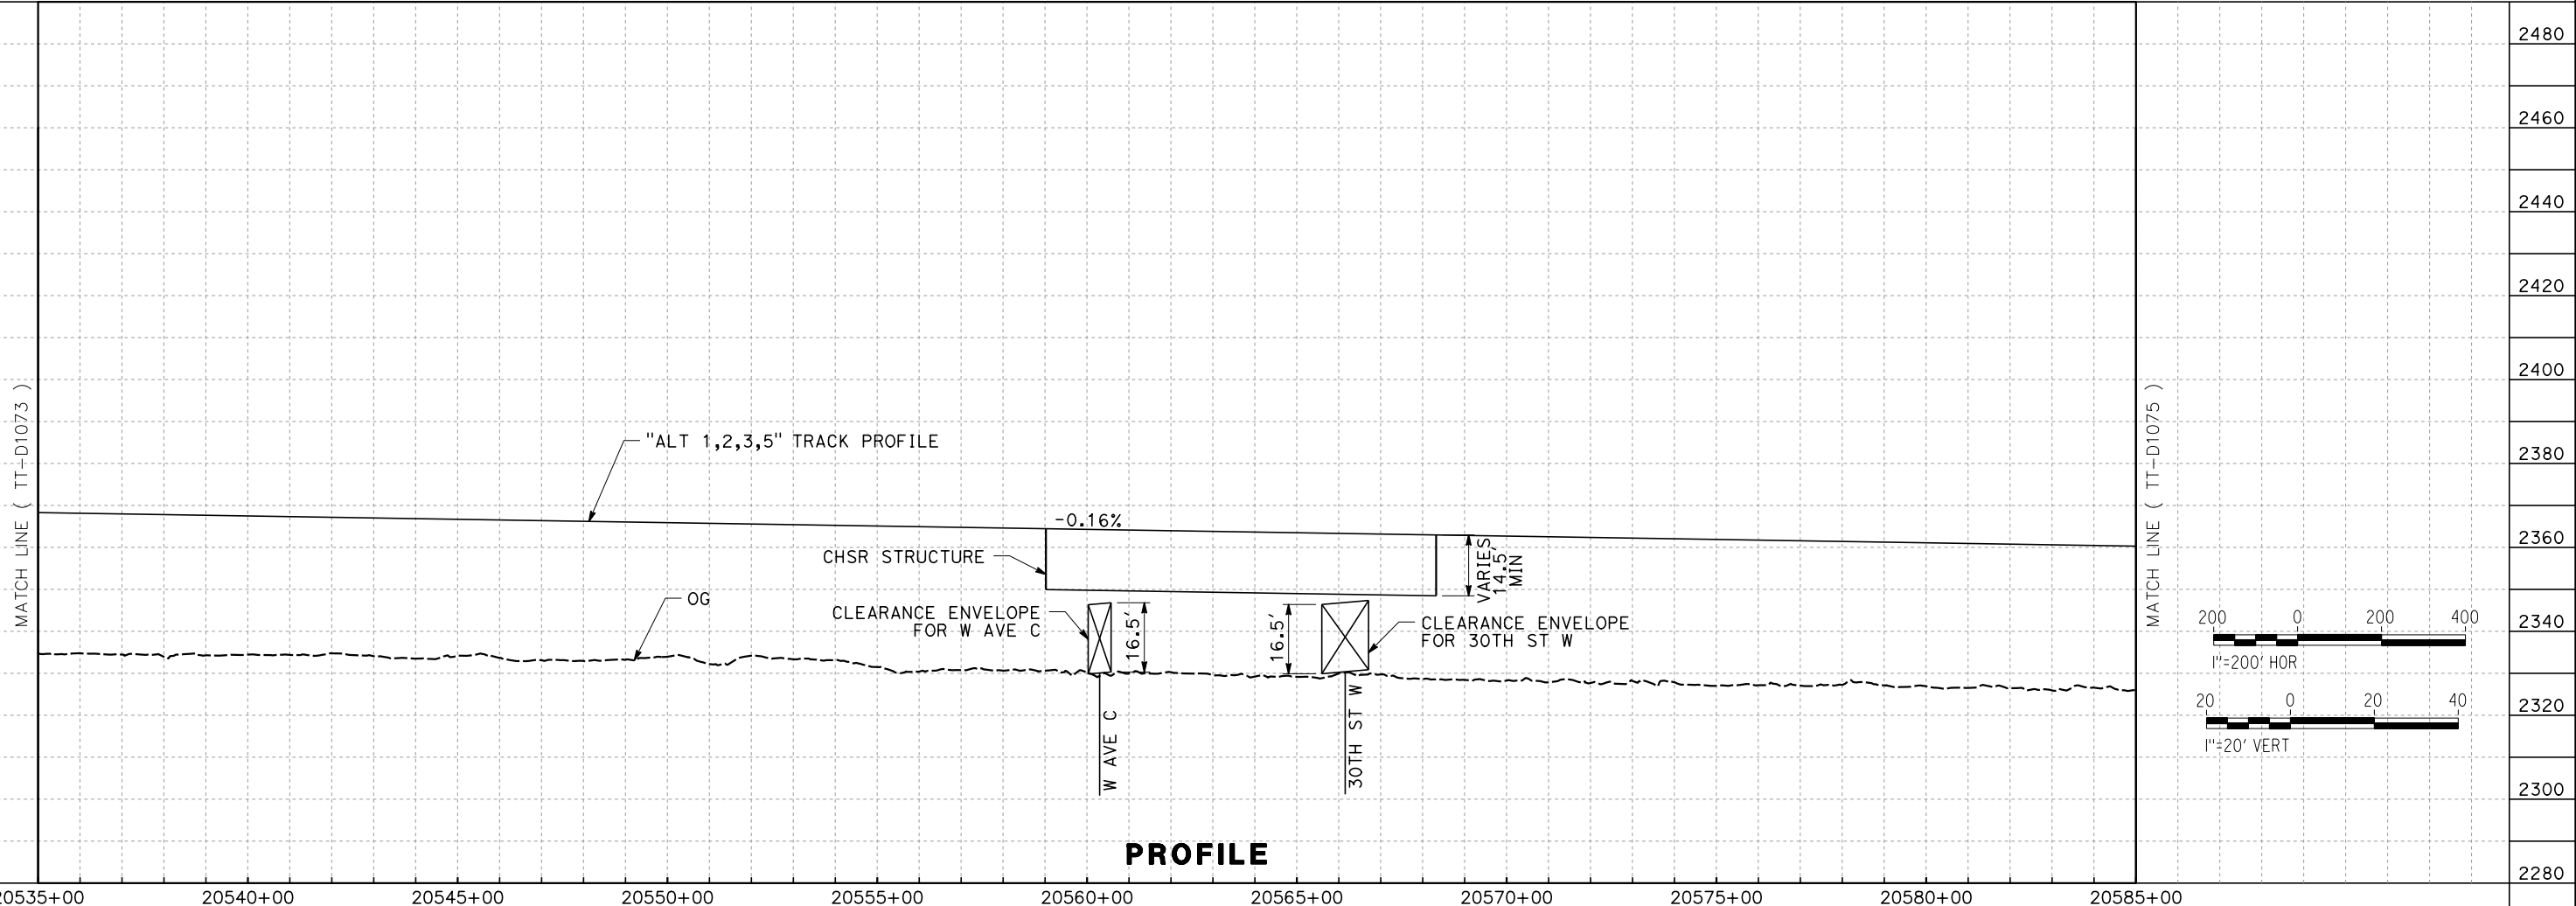 2480
2460
2440
2420
2400
2380
2360
2340
2320
2300
2280
MATCH LINE ( TT-D1073 )
"ALT 1,2,3,5" TRACK PROFILE
-0.16%
CHSR STRUCTURE
VARIES
14.5'
MIN
OG
CLEARANCE ENVELOPE
FOR W AVE C
16.5'
16.5'
CLEARANCE ENVELOPE
FOR 30TH ST W
W AVE C
30TH ST W
MATCH LINE ( TT-D1075 )
200 0 200 400
1"=200' HOR
20 0 20 40
1"=20' VERT
PROFILE
20535+00 20540+00 20545+00 20550+00 20555+00 20560+00 20565+00 20570+00 20575+00 20580+00 20585+00